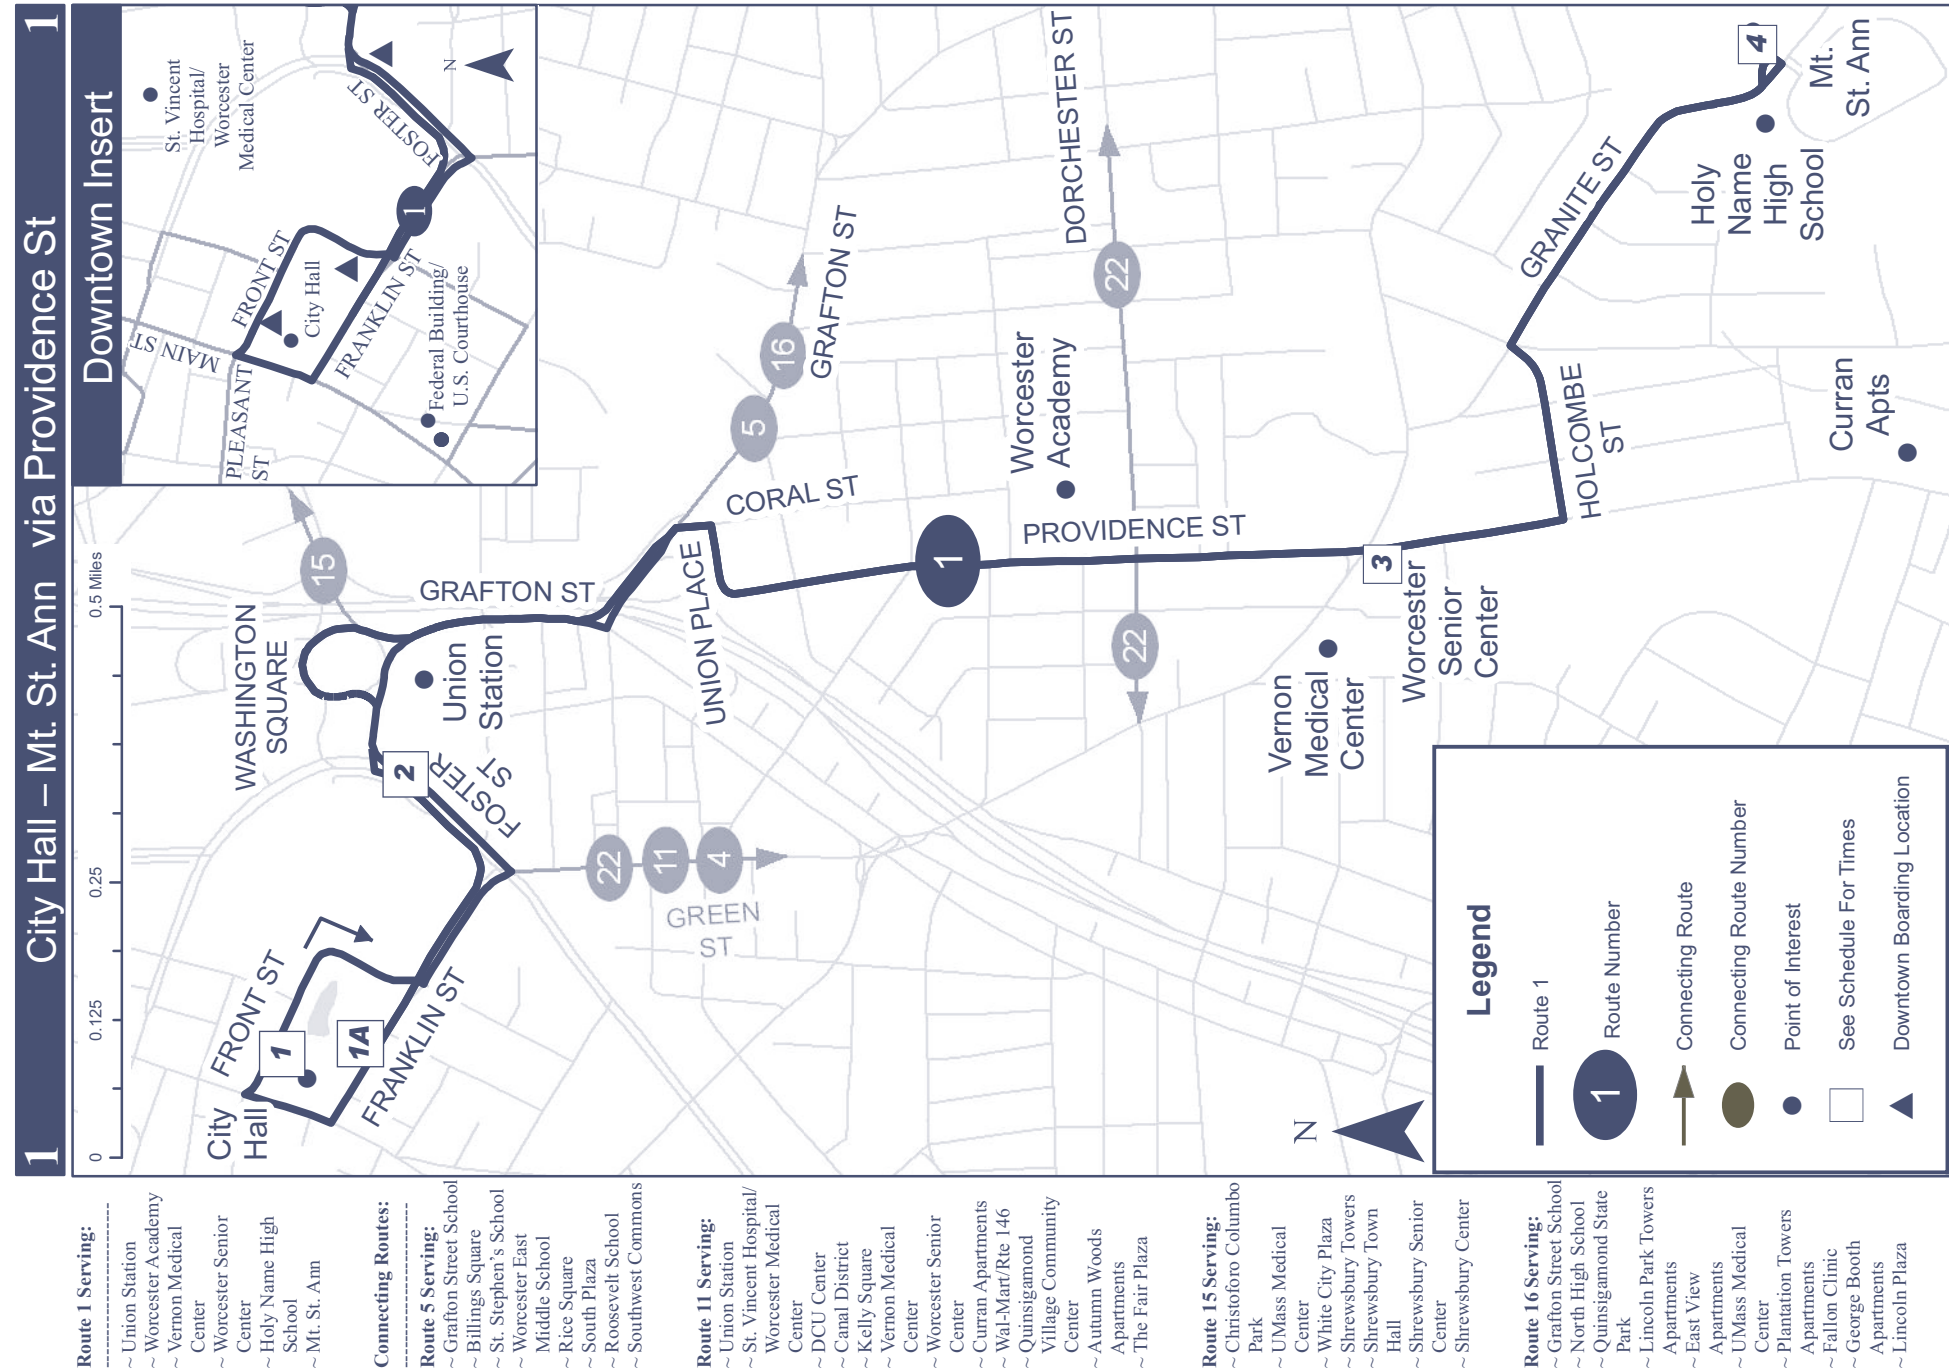 1 City Hall – Mt. St. Ann via Providence St 1
Downtown Insert
St. Vincent
Hospital/
Worcester
Medical Center
FOSTER ST
N
1
FRONT ST
MAIN ST
City Hall
FRANKLIN ST
PLEASANT
ST
Federal Building/
U.S. Courthouse
0
0.125
0.25
0.5 Miles
15
WASHINGTON
SQUARE
GRAFTON ST
Union
Station
2
FOSTER
ST
FRONT ST
1
1A
City
Hall
FRANKLIN ST
22
11
4
GREEN
ST
UNION PLACE
CORAL ST
5
16
GRAFTON ST
1
PROVIDENCE ST
Worcester
Academy
DORCHESTER ST
22
22
3
Worcester
Senior
Center
Vernon
Medical
Center
HOLCOMBE
ST
GRANITE ST
Holy
Name
High
School
4
Mt.
St. Ann
Curran
Apts
N
Legend
Route 1
1 Route Number
Connecting Route
Connecting Route Number
Point of Interest
See Schedule For Times
Downtown Boarding Location
Route 1 Serving:
~ Union Station
~ Worcester Academy
~ Vernon Medical
Center
~ Worcester Senior
Center
~ Holy Name High
School
~ Mt. St. Ann
Connecting Routes:
Route 5 Serving:
~ Grafton Street School
~ Billings Square
~ St. Stephen's School
~ Worcester East
Middle School
~ Rice Square
~ South Plaza
~ Roosevelt School
~ Southwest Commons
Route 11 Serving:
~ Union Station
~ St. Vincent Hospital/
Worcester Medical
Center
~ DCU Center
~ Canal District
~ Kelly Square
~ Vernon Medical
Center
~ Worcester Senior
Center
~ Curran Apartments
~ Wal-Mart/Rte 146
~ Quinsigamond
Village Community
Center
~ Autumn Woods
Apartments
~ The Fair Plaza
Route 15 Serving:
~ Christoforo Columbo
Park
~ UMass Medical
Center
~ White City Plaza
~ Shrewsbury Towers
~ Shrewsbury Town
Hall
~ Shrewsbury Senior
Center
~ Shrewsbury Center
Route 16 Serving:
~ Grafton Street School
~ North High School
~ Quinsigamond State
Park
~ Lincoln Park Towers
Apartments
~ East View
Apartments
~ UMass Medical
Center
~ Plantation Towers
Apartments
Fallon Clinic
George Booth
Apartments
~ Lincoln Plaza